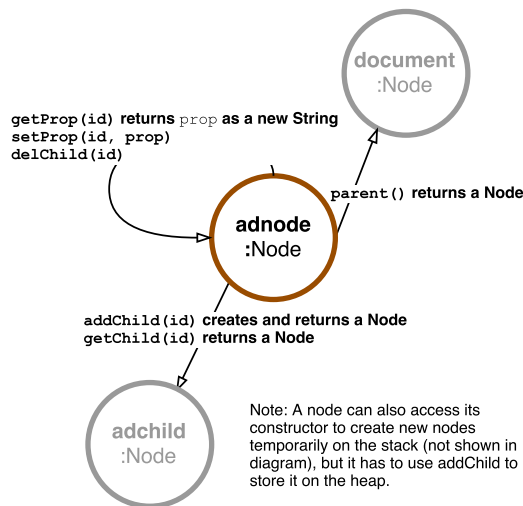 document
:Node
getProp(id) returns prop as a new String
setProp(id, prop)
delChild(id)
parent() returns a Node
adnode
:Node
addChild(id) creates and returns a Node
getChild(id) returns a Node
adchild
:Node
Note: A node can also access its
constructor to create new nodes
temporarily on the stack (not shown in
diagram), but it has to use addChild to
store it on the heap.